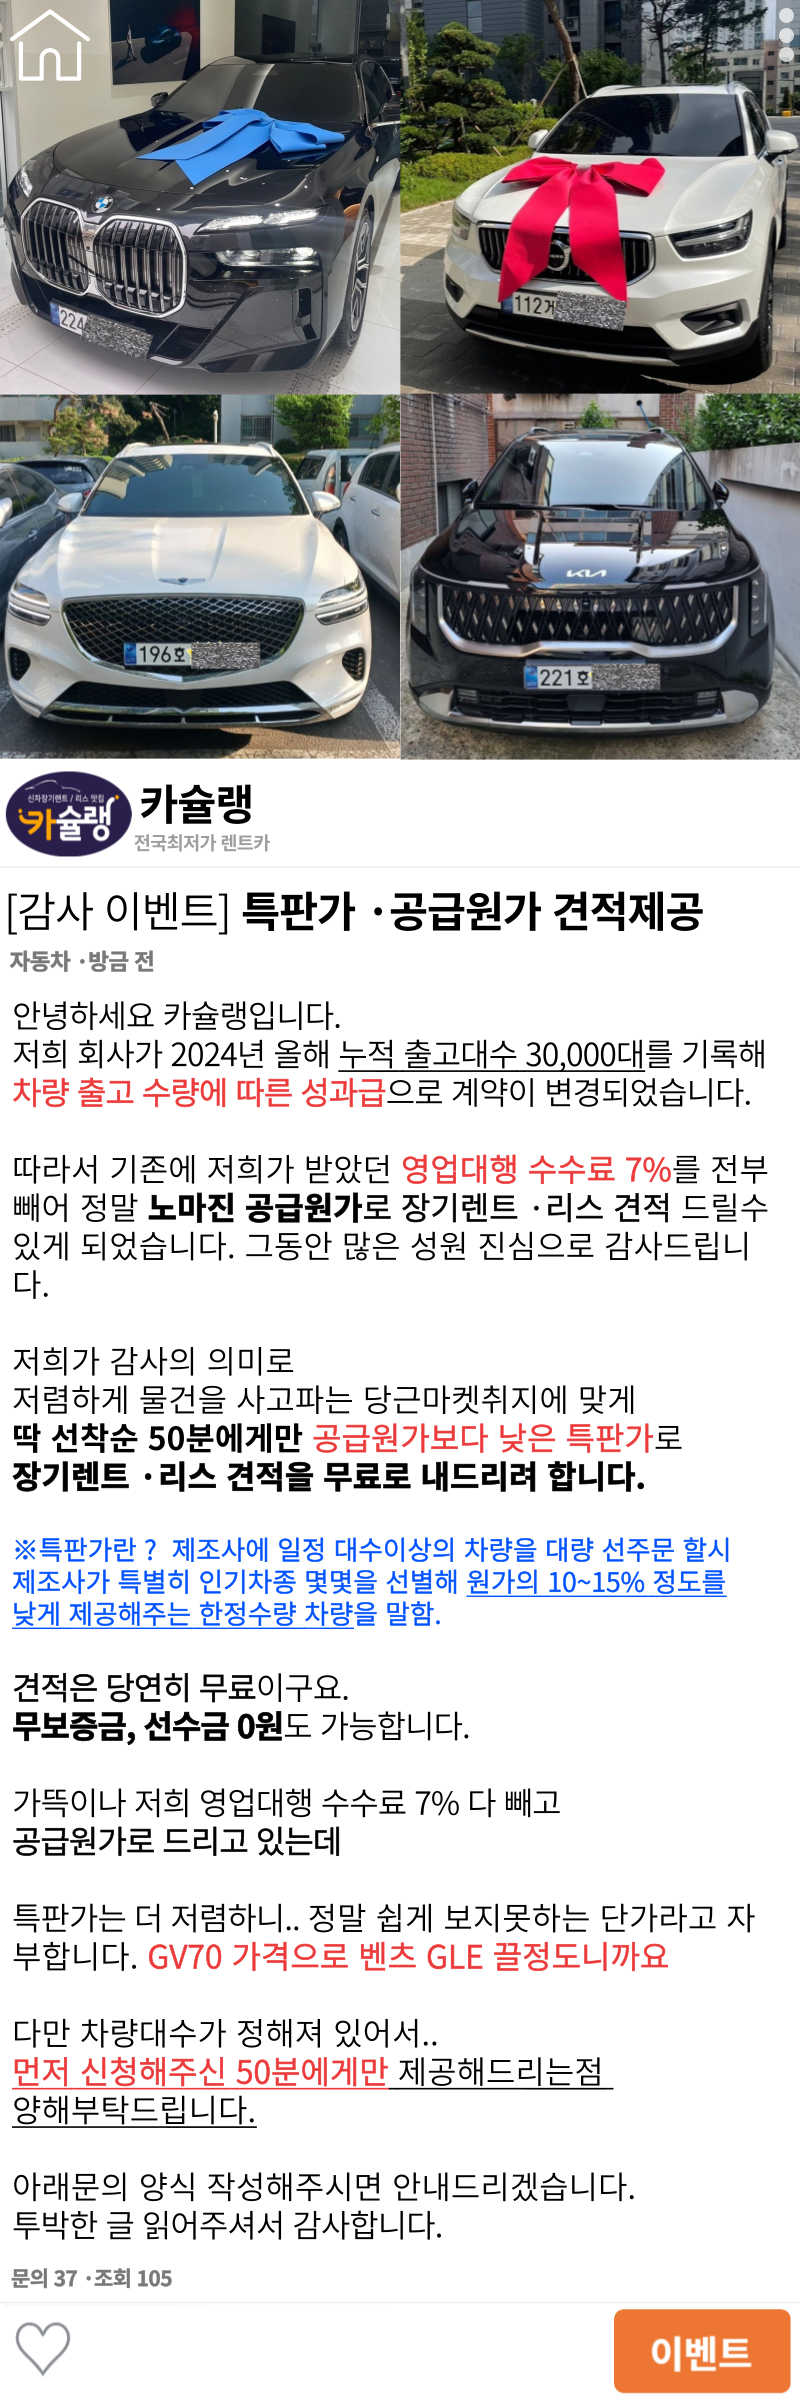 224
112거
196호
KIA
221호
신차장기렌트 / 리스 맛집
카슐랭
카슐랭
전국최저가 렌트카
[감사 이벤트] 특판가 ·공급원가 견적제공
자동차 ·방금 전
안녕하세요 카슐랭입니다.
저희 회사가 2024년 올해 누적 출고대수 30,000대를 기록해
차량 출고 수량에 따른 성과급으로 계약이 변경되었습니다.
따라서 기존에 저희가 받았던 영업대행 수수료 7%를 전부
빼어 정말 노마진 공급원가로 장기렌트 ·리스 견적 드릴수
있게 되었습니다. 그동안 많은 성원 진심으로 감사드립니
다.
저희가 감사의 의미로
저렴하게 물건을 사고파는 당근마켓취지에 맞게
딱 선착순 50분에게만 공급원가보다 낮은 특판가로
장기렌트 ·리스 견적을 무료로 내드리려 합니다.
※특판가란 ? 제조사에 일정 대수이상의 차량을 대량 선주문 할시
제조사가 특별히 인기차종 몇몇을 선별해 원가의 10~15% 정도를
낮게 제공해주는 한정수량 차량을 말함.
견적은 당연히 무료이구요.
무보증금, 선수금 0원도 가능합니다.
가뜩이나 저희 영업대행 수수료 7% 다 빼고
공급원가로 드리고 있는데
특판가는 더 저렴하니.. 정말 쉽게 보지못하는 단가라고 자
부합니다. GV70 가격으로 벤츠 GLE 끌정도니까요
다만 차량대수가 정해져 있어서..
먼저 신청해주신 50분에게만 제공해드리는점
양해부탁드립니다.
아래문의 양식 작성해주시면 안내드리겠습니다.
투박한 글 읽어주셔서 감사합니다.
문의 37 ·조회 105
이벤트